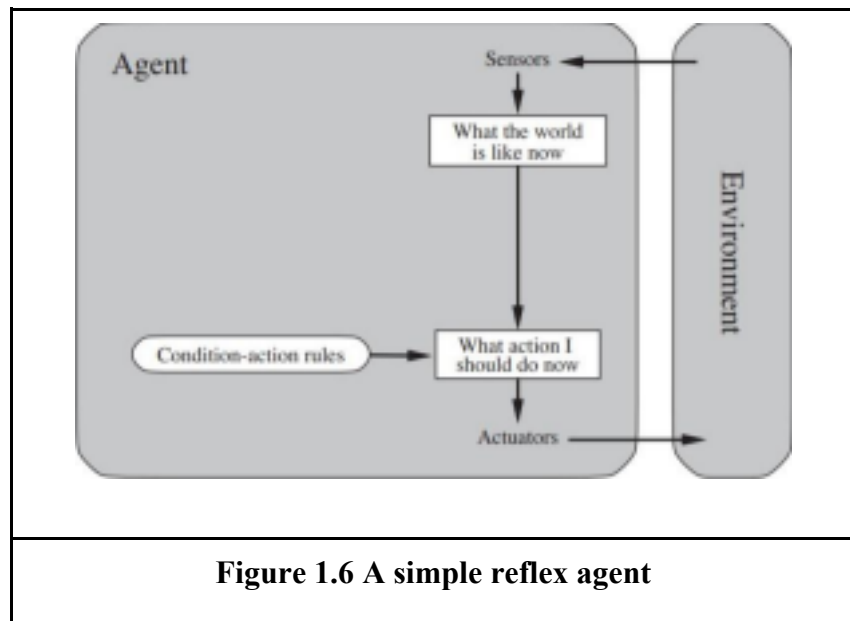 Agent
Sensors
What the world
is like now
Environment
Condition-action rules
What action I
should do now
Actuators
Figure 1.6 A simple reflex agent